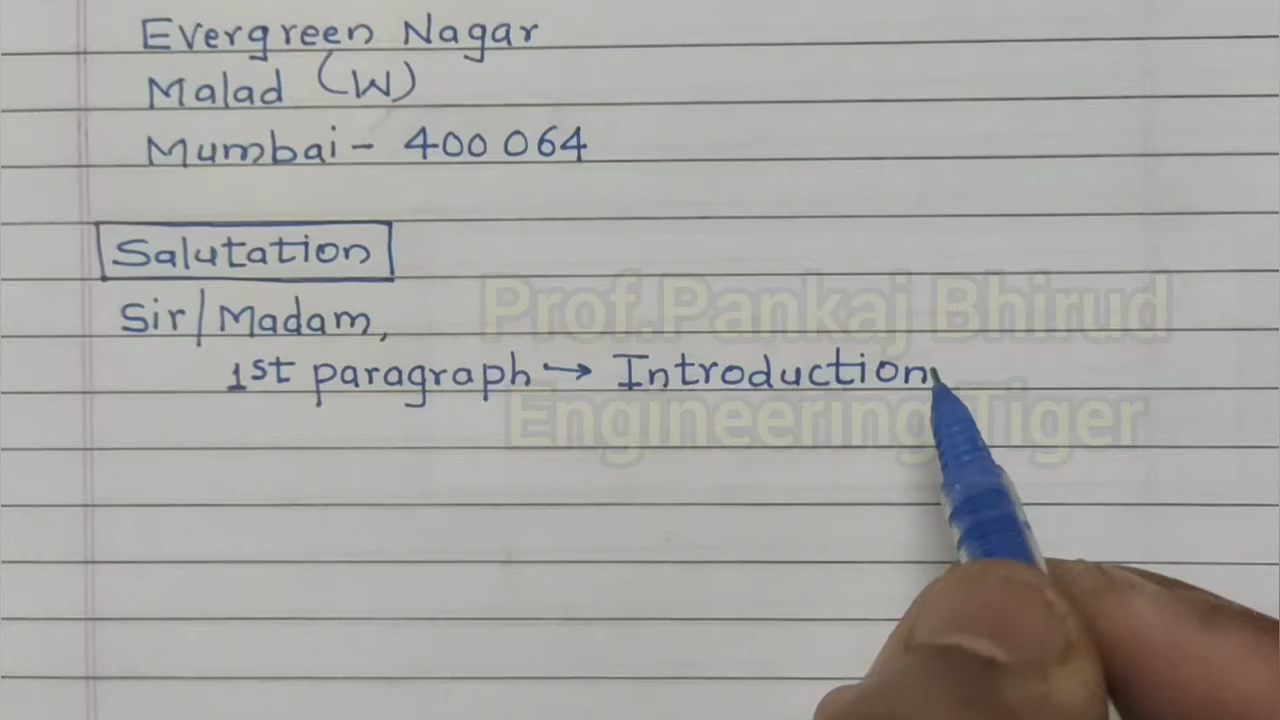 Evergreen Nagar
Malad (W)
Mumbai - 400 064
Salutation
Sir/Madam,
Prof.Pankaj Bhirud
1st paragraph → Introduction
Engineering Tiger